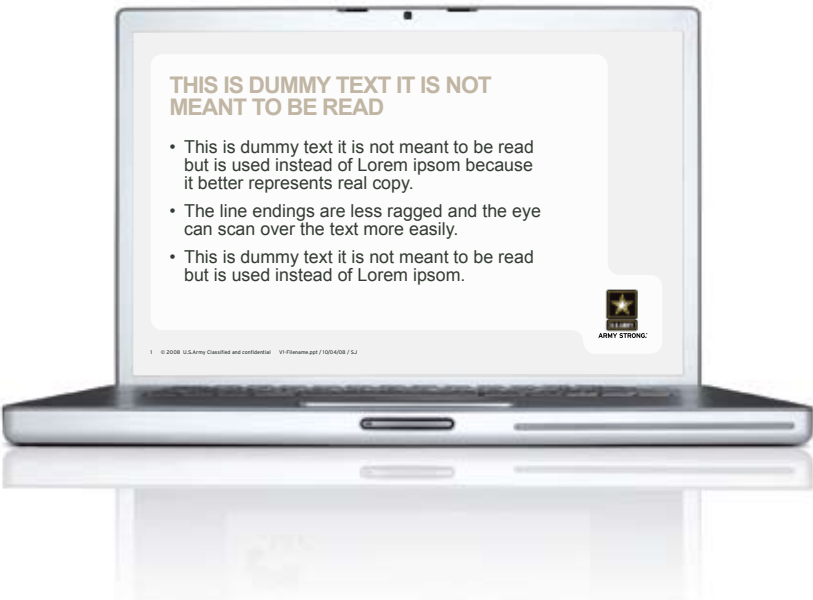 THIS IS DUMMY TEXT IT IS NOT
MEANT TO BE READ
• This is dummy text it is not meant to be read
but is used instead of Lorem ipsom because
it better represents real copy.
• The line endings are less ragged and the eye
can scan over the text more easily.
• This is dummy text it is not meant to be read
but is used instead of Lorem ipsom.
U.S.ARMY
ARMY STRONG.
1 © 2008 U.S.Army Classified and confidential V1-Filename.ppt / 10/04/08 / SJ